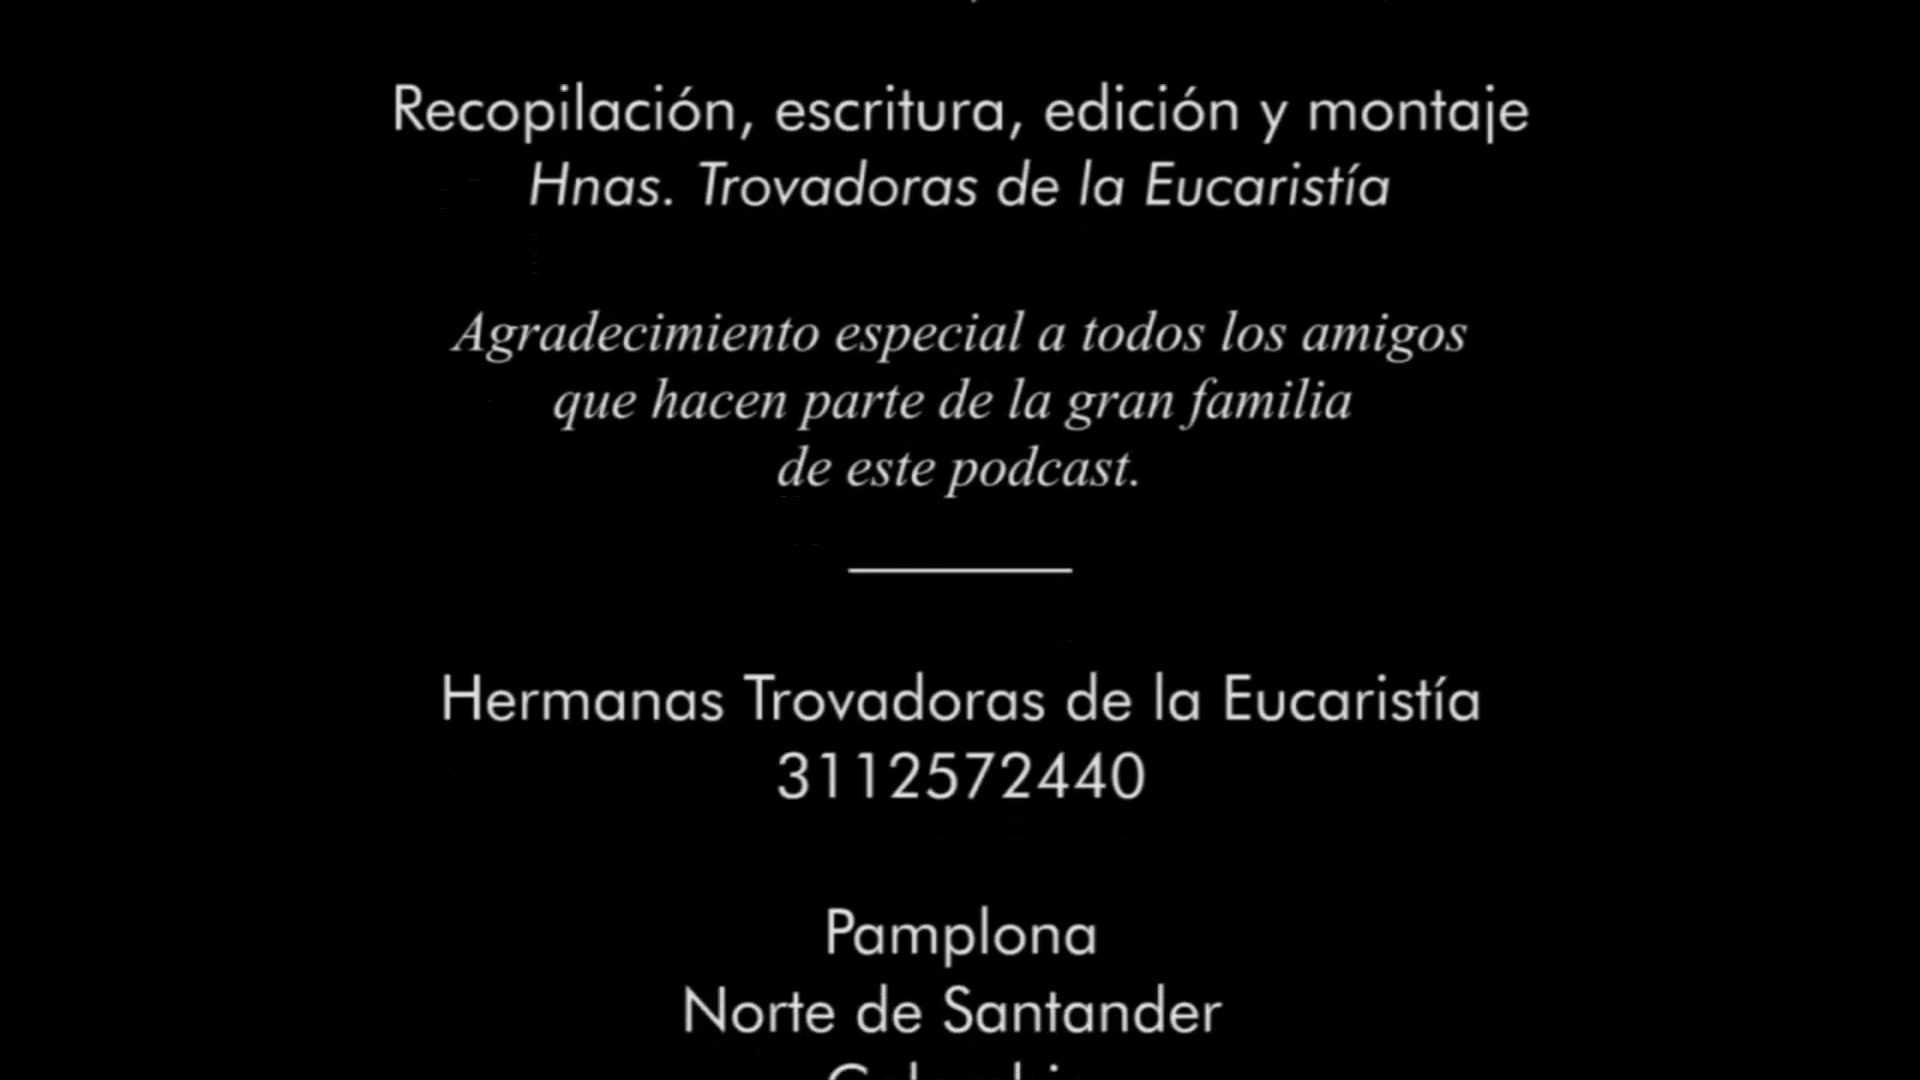 Recopilación, escritura, edición y montaje
Hnas. Trovadoras de la Eucaristía
Agradecimiento especial a todos los amigos
que hacen parte de la gran familia
de este podcast.
Hermanas Trovadoras de la Eucaristía
3112572440
Pamplona
Norte de Santander